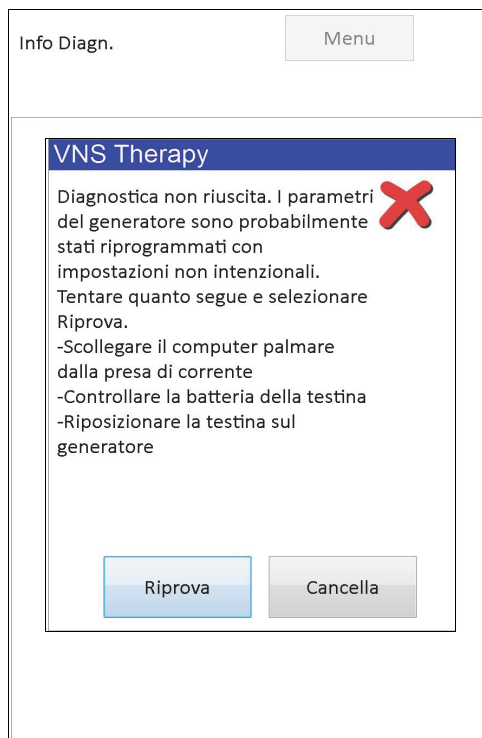 Info Diagn.
Menu
VNS Therapy
Diagnostica non riuscita. I parametri
del generatore sono probabilmente
stati riprogrammati con
impostazioni non intenzionali.
Tentare quanto segue e selezionare
Riprova.
-Scollegare il computer palmare
dalla presa di corrente
-Controllare la batteria della testina
-Riposizionare la testina sul
generatore
Riprova
Cancella